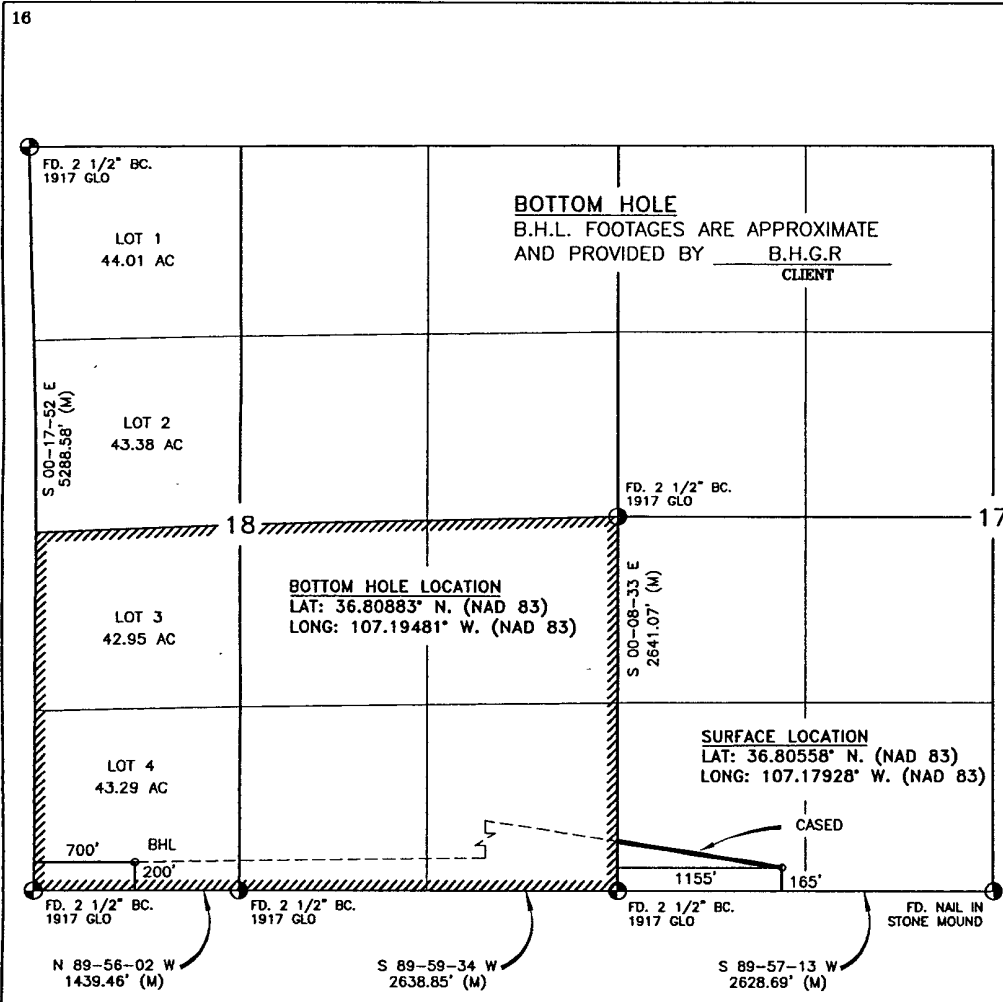 16
FD. 2 1/2" BC.
1917 GLO
LOT 1
44.01 AC
BOTTOM HOLE
B.H.L. FOOTAGES ARE APPROXIMATE
AND PROVIDED BY B.H.G.R
CLIENT
S 00-17-52 E
5288.58' (M)
LOT 2
43.38 AC
FD. 2 1/2" BC.
1917 GLO
18
17
LOT 3
42.95 AC
BOTTOM HOLE LOCATION
LAT: 36.80883° N. (NAD 83)
LONG: 107.19481° W. (NAD 83)
S 00-08-33 E
2641.07' (M)
SURFACE LOCATION
LAT: 36.80558° N. (NAD 83)
LONG: 107.17928° W. (NAD 83)
LOT 4
43.29 AC
CASED
700'
BHL
200'
1155'
165'
FD. 2 1/2" BC.
1917 GLO
FD. 2 1/2" BC.
1917 GLO
FD. 2 1/2" BC.
1917 GLO
FD. NAIL IN
STONE MOUND
N 89-56-02 W
1439.46' (M)
S 89-59-34 W
2638.85' (M)
S 89-57-13 W
2628.69' (M)